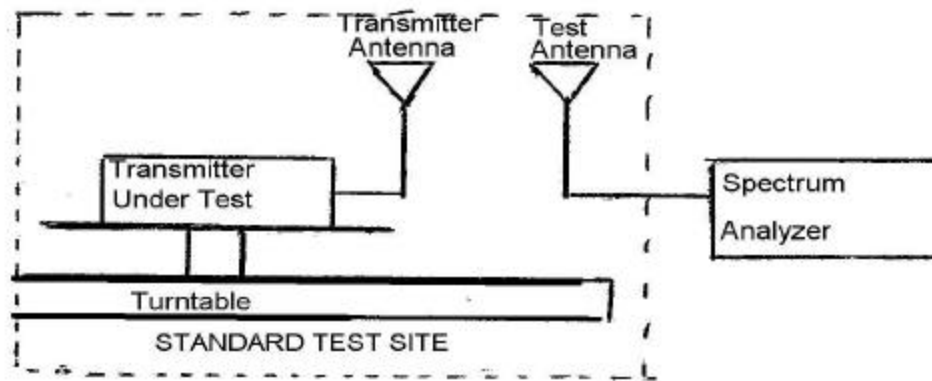 Transmitter
Antenna
Test
Antenna
Transmitter
Under Test
Spectrum
Analyzer
Turntable
STANDARD TEST SITE